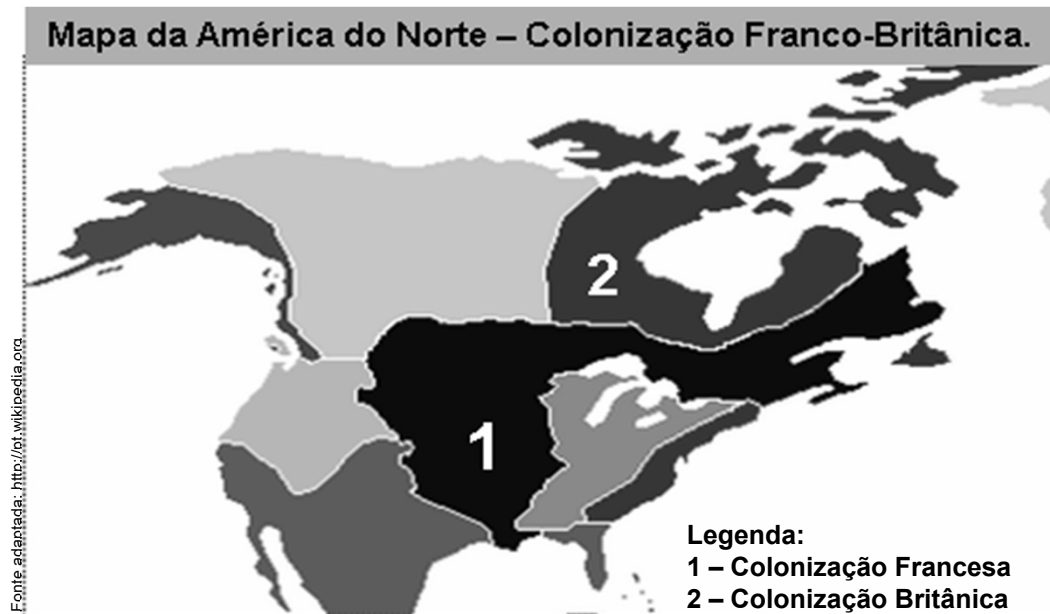 Mapa da América do Norte – Colonização Franco-Britânica.
Fonte adaptada: http://pt.wikipedia.org
2
1
Legenda:
1 – Colonização Francesa
2 – Colonização Britânica